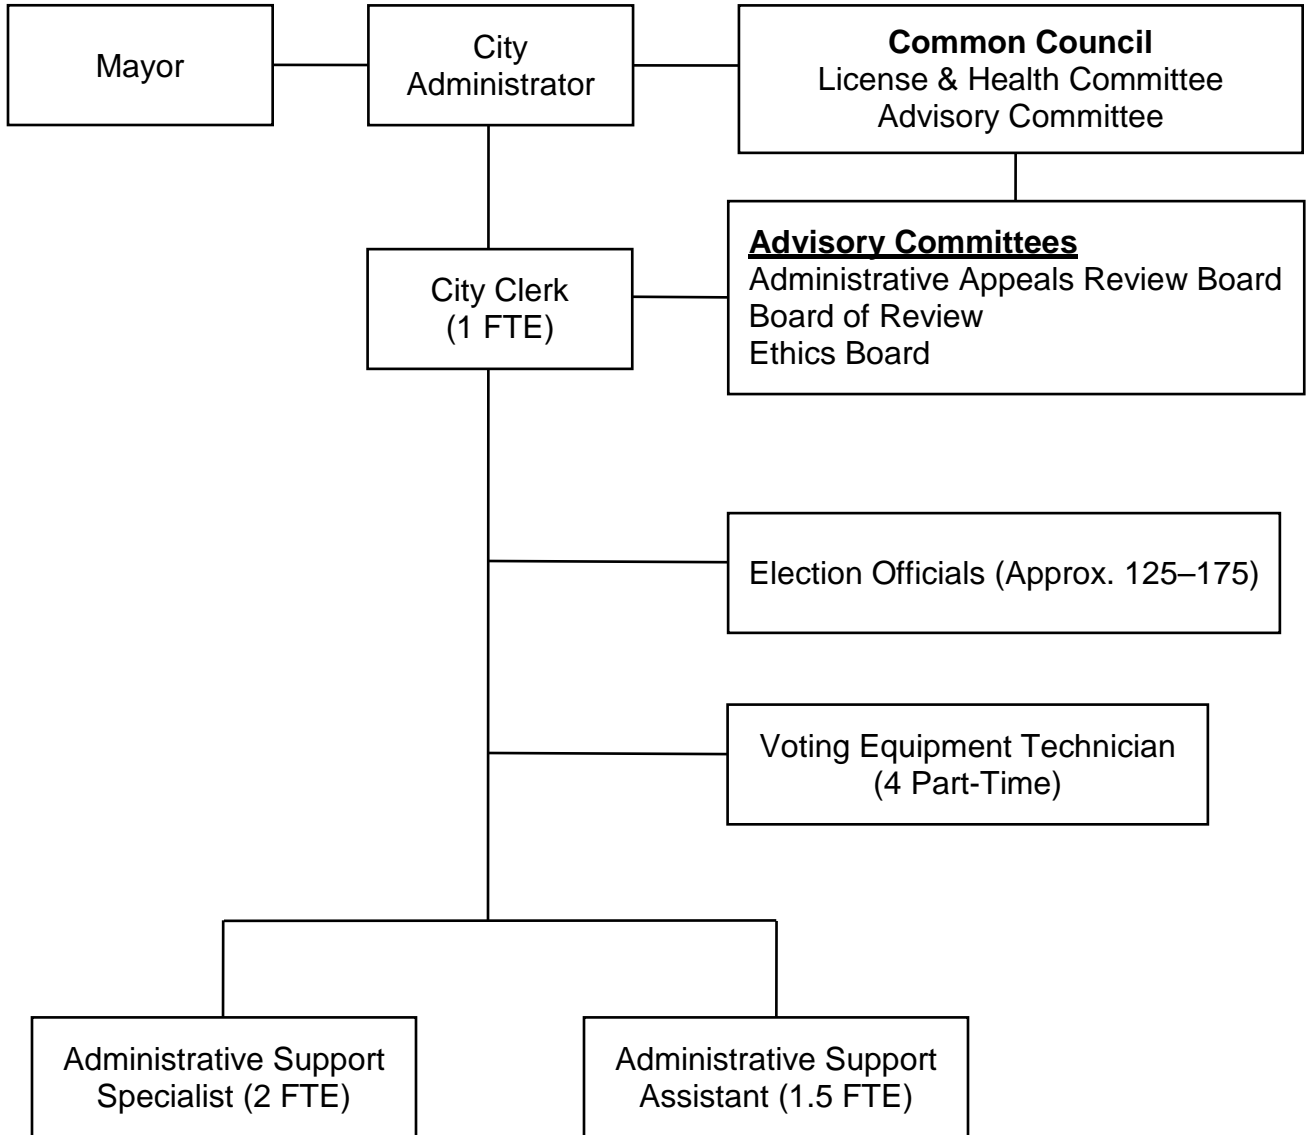 Mayor
City
Administrator
Common Council
License & Health Committee
Advisory Committee
Advisory Committees
Administrative Appeals Review Board
Board of Review
Ethics Board
City Clerk
(1 FTE)
Election Officials (Approx. 125–175)
Voting Equipment Technician
(4 Part-Time)
Administrative Support
Specialist (2 FTE)
Administrative Support
Assistant (1.5 FTE)